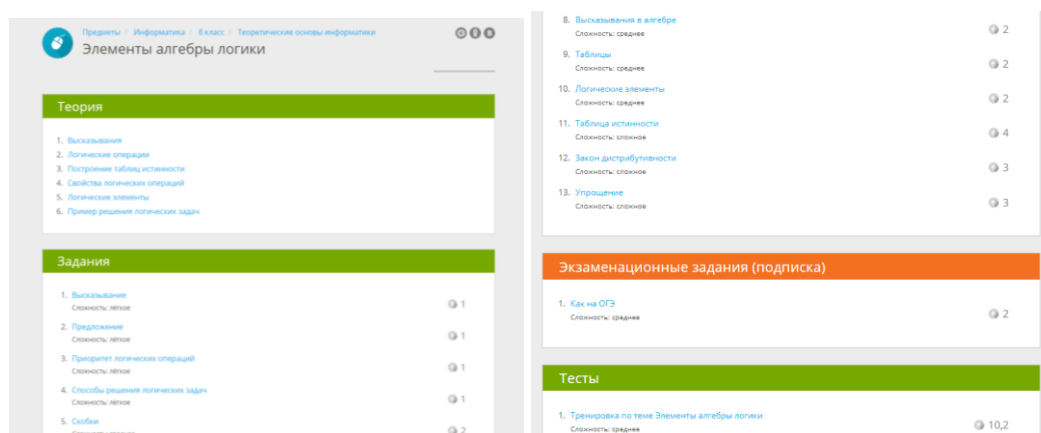 Предметы / Информатика / 8 класс / Теоретические основы информатики
Элементы алгебры логики
Теория
1. Высказывания
2. Логические операции
3. Построение таблиц истинности
4. Свойства логических операций
5. Логические элементы
6. Пример решения логических задач
Задания
1. Высказывание
Сложность: лёгкое
1
2. Предложение
Сложность: лёгкое
1
3. Приоритет логических операций
Сложность: лёгкое
1
4. Способы решения логических задач
Сложность: лёгкое
1
5. Скобки
2
8. Высказывания в алгебре
Сложность: среднее
2
9. Таблицы
Сложность: среднее
2
10. Логические элементы
Сложность: среднее
2
11. Таблица истинности
Сложность: сложное
4
12. Закон дистрибутивности
Сложность: сложное
3
13. Упрощение
Сложность: сложное
3
Экзаменационные задания (подписка)
1. Как на ОГЭ
Сложность: среднее
2
Тесты
1. Тренировка по теме Элементы алгебры логики
Сложность: среднее
10,2